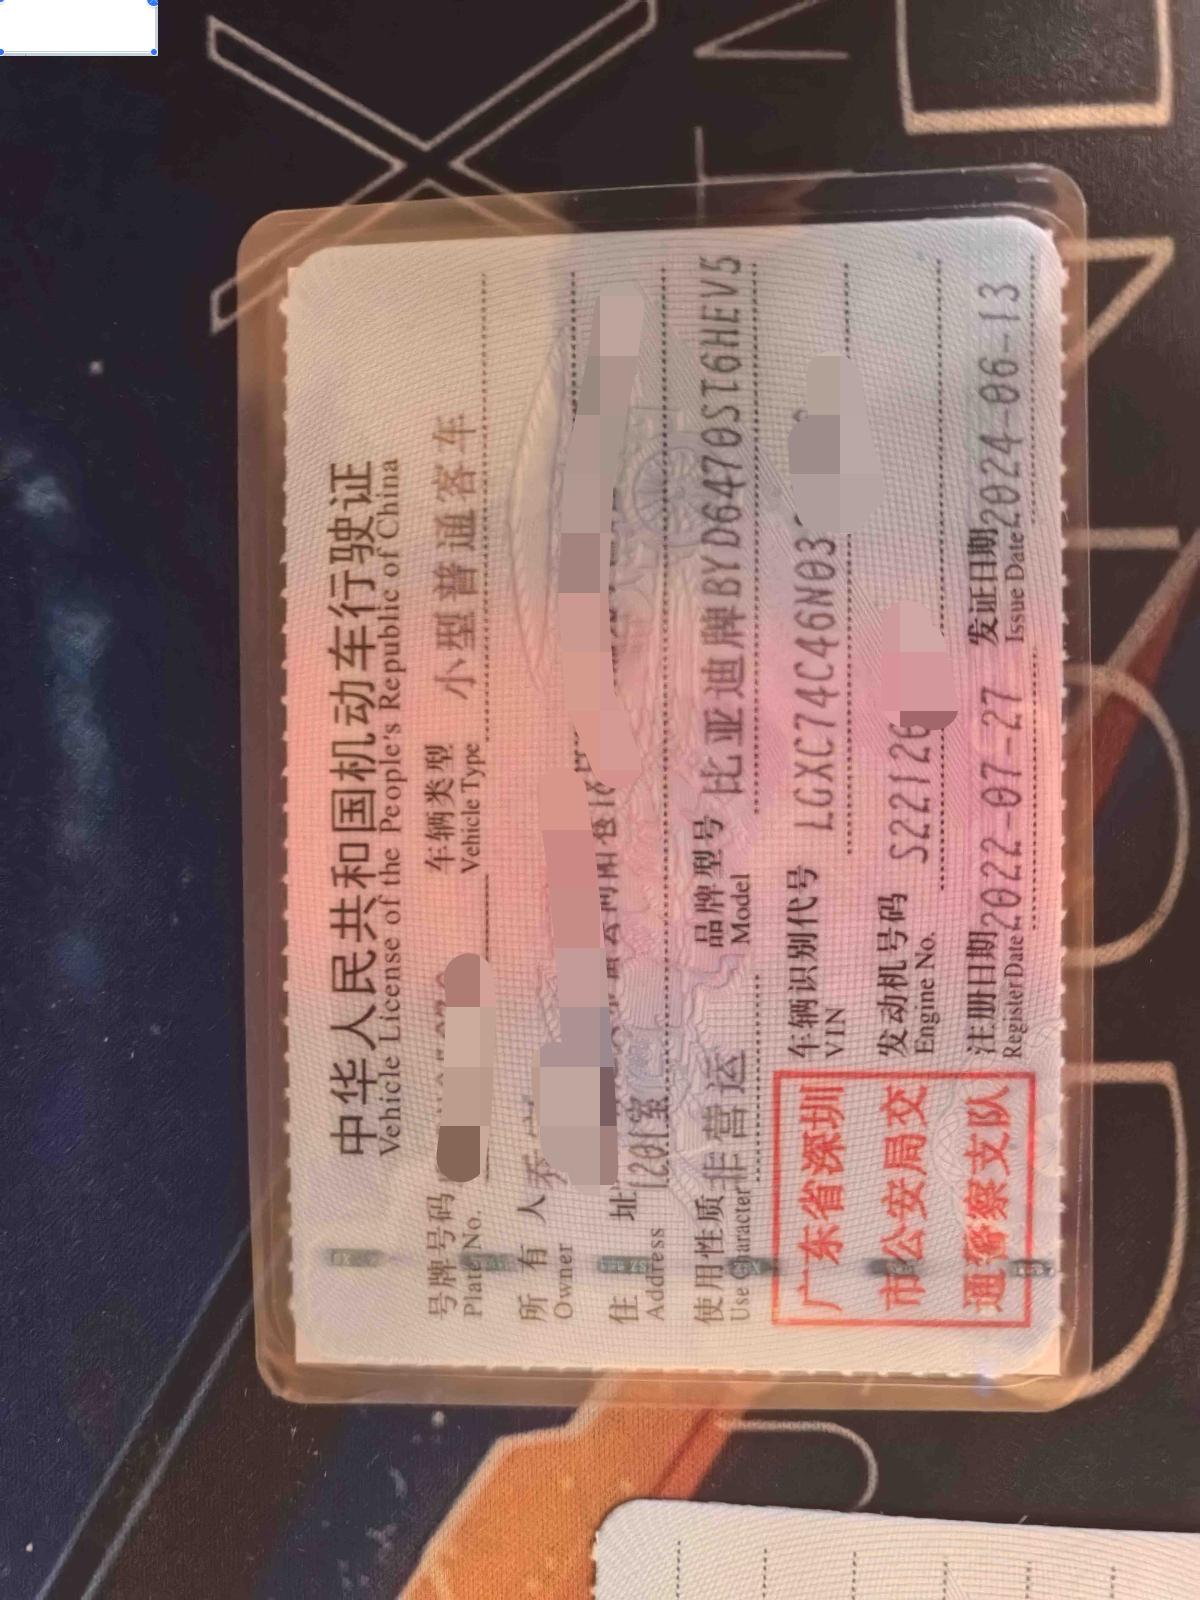 中华人民共和国机动车行驶证
Vehicle License of the People's Republic of China
号牌号码
Plate No.
车辆类型 小型普通客车
Vehicle Type
所有人 乔
Owner
住址
Address
1201室
使用性质 非营运
Use Character
品牌型号 比亚迪牌BYD6470ST6HEV5
Model
车辆识别代号 LGXC74C46N03
VIN
发动机号码 S22126
Engine No.
注册日期 2022-07-27
Register Date
发证日期 2024-06-13
Issue Date
广东省深圳
市公安局交
通警察支队